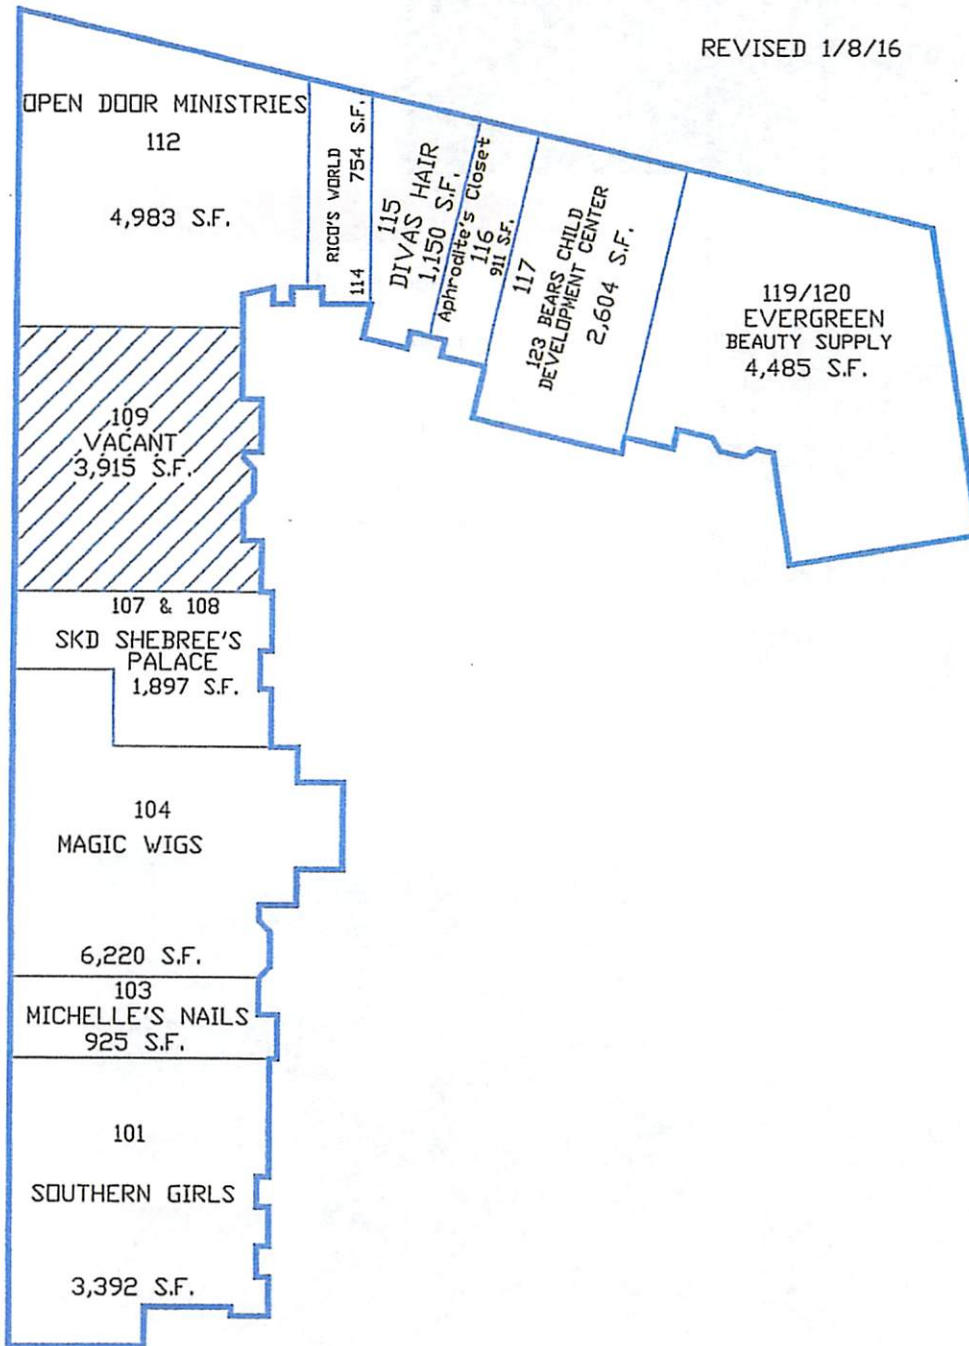 REVISED 1/8/16
OPEN DOOR MINISTRIES
112
4,983 S.F.
RICO'S WORLD
114 754 S.F.
115
DIVAS HAIR
1,150 S.F.
Aphrodite's Closet
116
911 SF.
117
123 BEARS CHILD
DEVELOPMENT CENTER
2,604 S.F.
119/120
EVERGREEN
BEAUTY SUPPLY
4,485 S.F.
109
VACANT
3,915 S.F.
107 & 108
SKD SHEBREE'S
PALACE
1,897 S.F.
104
MAGIC WIGS
6,220 S.F.
103
MICHELLE'S NAILS
925 S.F.
101
SOUTHERN GIRLS
3,392 S.F.